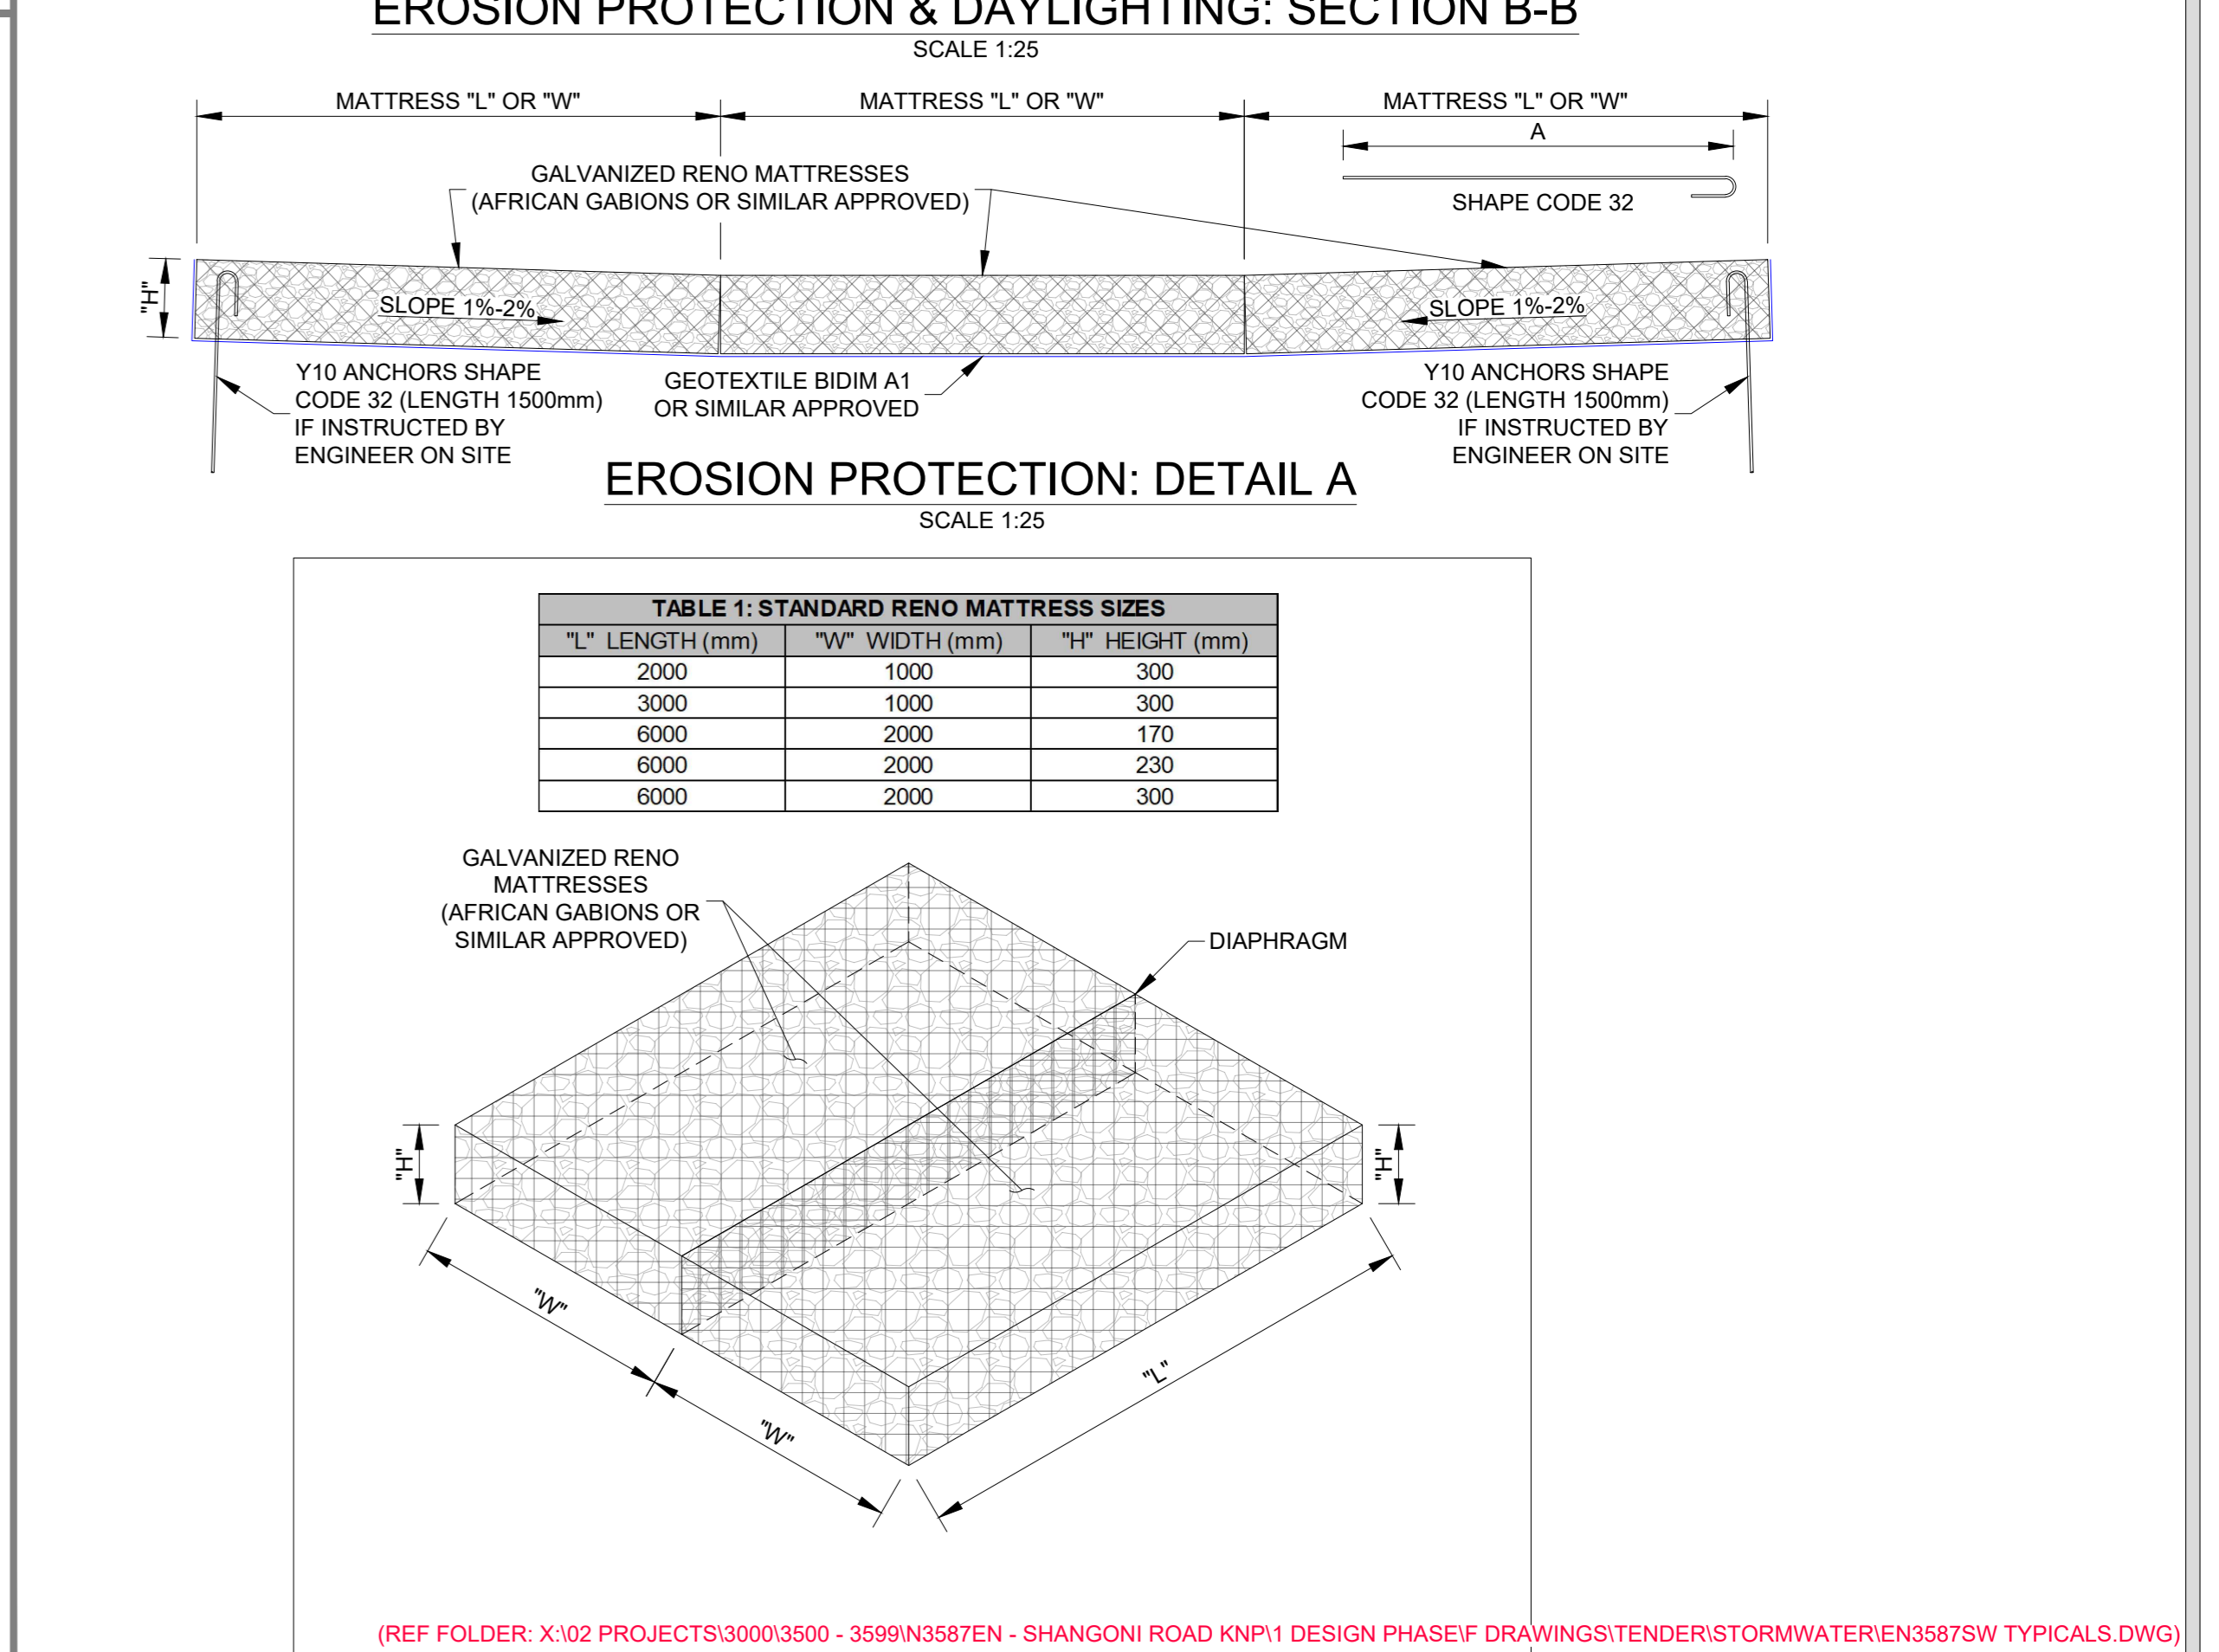 EROSION PROTECTION & DAYLIGHTING: SECTION B-B
SCALE 1:25
MATTRESS "L" OR "W"
MATTRESS "L" OR "W"
MATTRESS "L" OR "W"
A
GALVANIZED RENO MATTRESSES
(AFRICAN GABIONS OR SIMILAR APPROVED)
SHAPE CODE 32
"H"
SLOPE 1%-2%
SLOPE 1%-2%
Y10 ANCHORS SHAPE
CODE 32 (LENGTH 1500mm)
IF INSTRUCTED BY
ENGINEER ON SITE
GEOTEXTILE BIDIM A1
OR SIMILAR APPROVED
Y10 ANCHORS SHAPE
CODE 32 (LENGTH 1500mm)
IF INSTRUCTED BY
ENGINEER ON SITE
EROSION PROTECTION: DETAIL A
SCALE 1:25
TABLE 1: STANDARD RENO MATTRESS SIZES
"L" LENGTH (mm) "W" WIDTH (mm) "H" HEIGHT (mm)
2000 1000 300
3000 1000 300
6000 2000 170
6000 2000 230
6000 2000 300
GALVANIZED RENO
MATTRESSES
(AFRICAN GABIONS OR
SIMILAR APPROVED)
DIAPHRAGM
"H"
"H"
"W"
"W"
"L"
(REF FOLDER: X:\02 PROJECTS\3000\3500 - 3599\N3587EN - SHANGONI ROAD KNP\1 DESIGN PHASE\F DRAWINGS\TENDER\STORMWATER\EN3587SW TYPICALS.DWG)